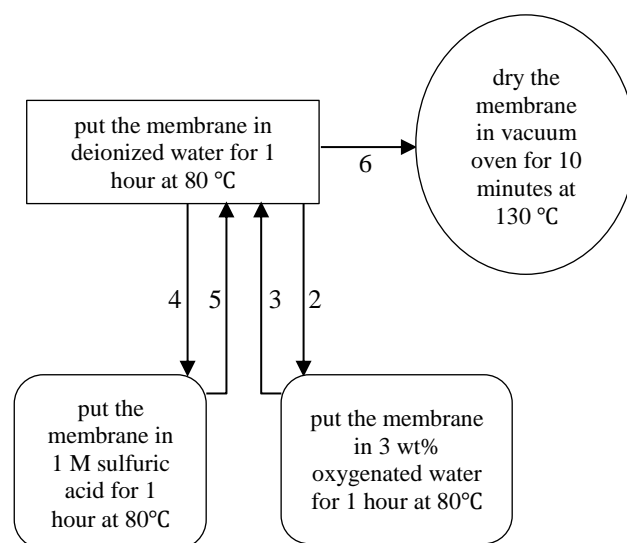 put the membrane in
deionized water for 1
hour at 80 °C
6
dry the
membrane
in vacuum
oven for 10
minutes at
130 °C
4
5
3
2
put the
membrane in
1 M sulfuric
acid for 1
hour at 80°C
put the membrane
in 3 wt%
oxygenated water
for 1 hour at 80°C